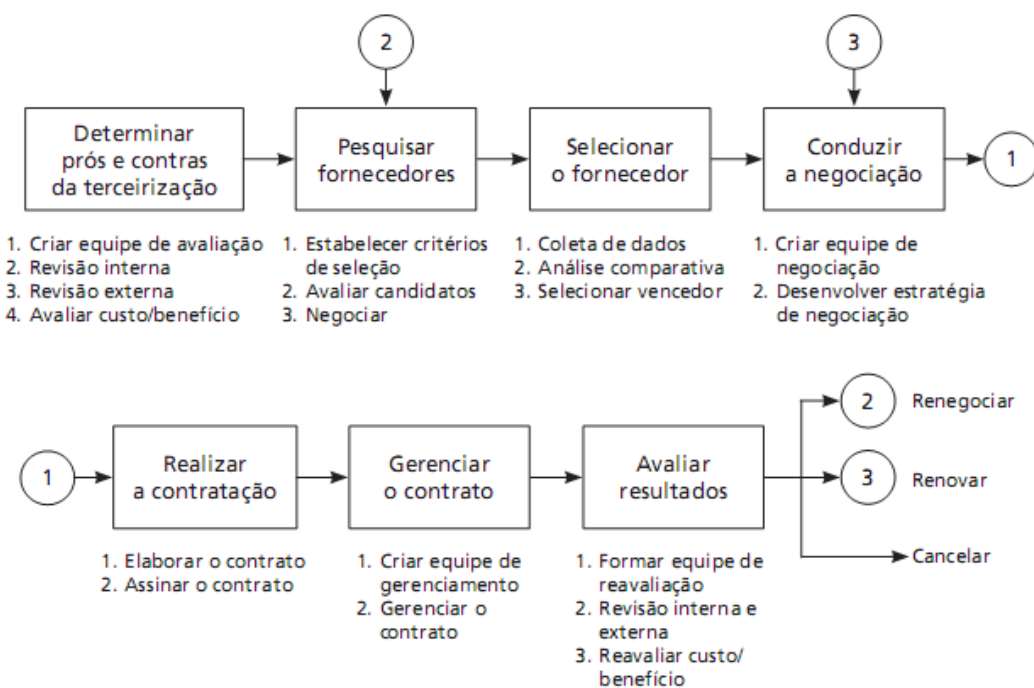 2
3
Determinar
prós e contras
da terceirização
Pesquisar
fornecedores
Selecionar
o fornecedor
Conduzir
a negociação
1
1. Criar equipe de avaliação
2. Revisão interna
3. Revisão externa
4. Avaliar custo/benefício
1. Estabelecer critérios
de seleção
2. Avaliar candidatos
3. Negociar
1. Coleta de dados
2. Análise comparativa
3. Selecionar vencedor
1. Criar equipe de
negociação
2. Desenvolver estratégia
de negociação
1
Realizar
a contratação
Gerenciar
o contrato
Avaliar
resultados
2 Renegociar
3 Renovar
Cancelar
1. Elaborar o contrato
2. Assinar o contrato
1. Criar equipe de
gerenciamento
2. Gerenciar o
contrato
1. Formar equipe de
reavaliação
2. Revisão interna e
externa
3. Reavaliar custo/
benefício